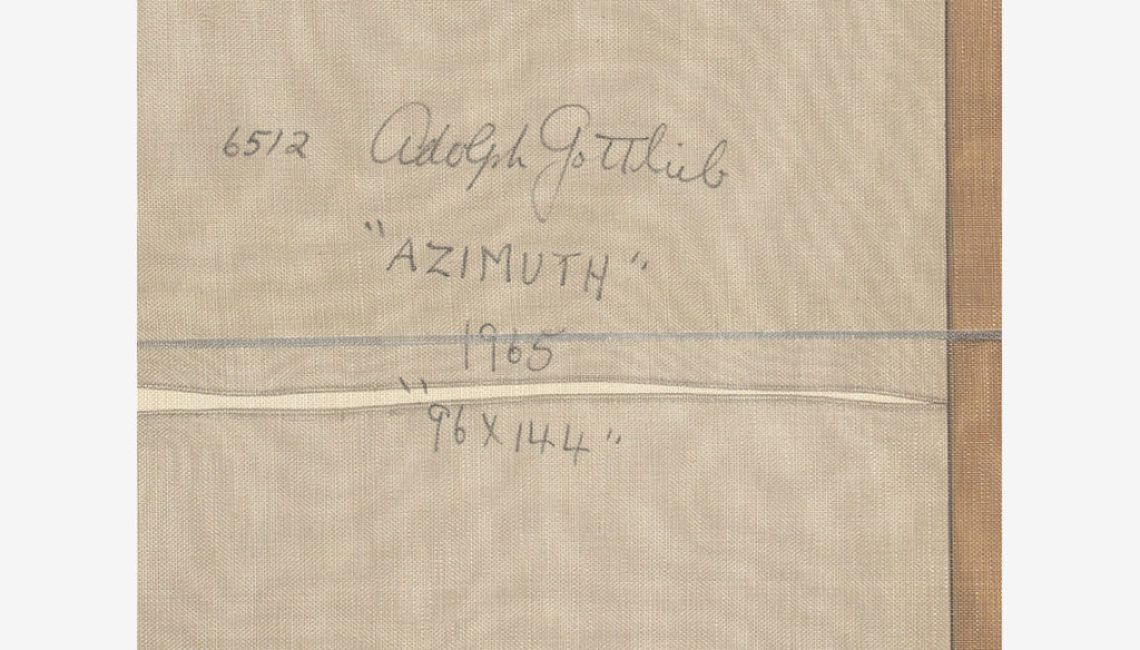 6512 Adolph Gottlieb
"AZIMUTH"
1965
"96 X 144"